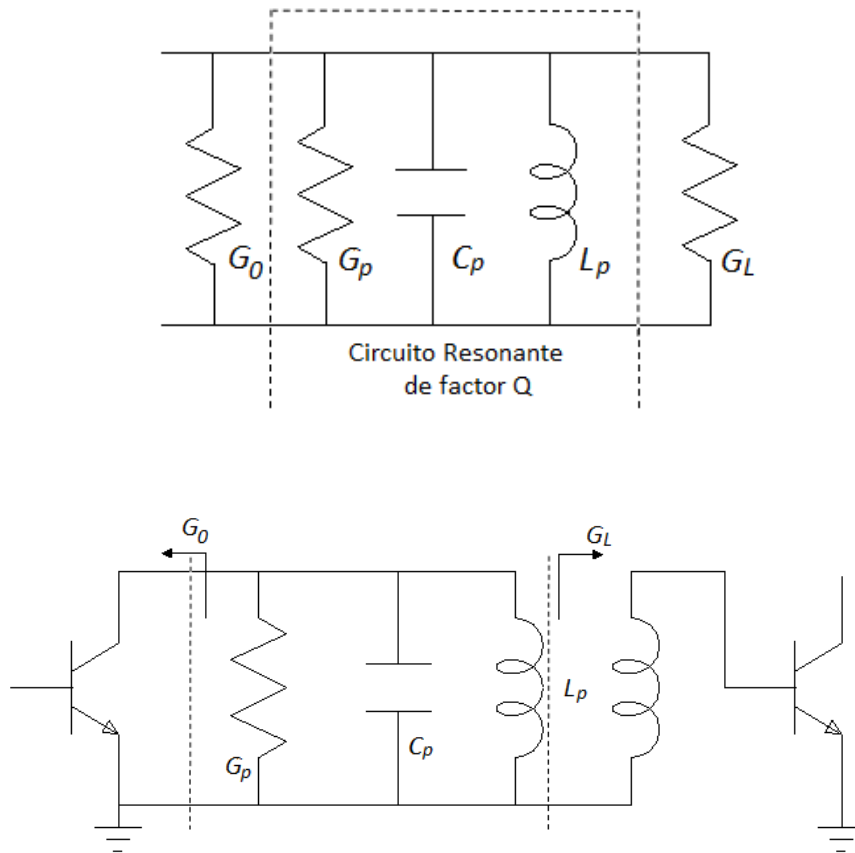 G0 Gp Cp Lp GL
Circuito Resonante
de factor Q
G0 GL
Lp
Cp
Gp